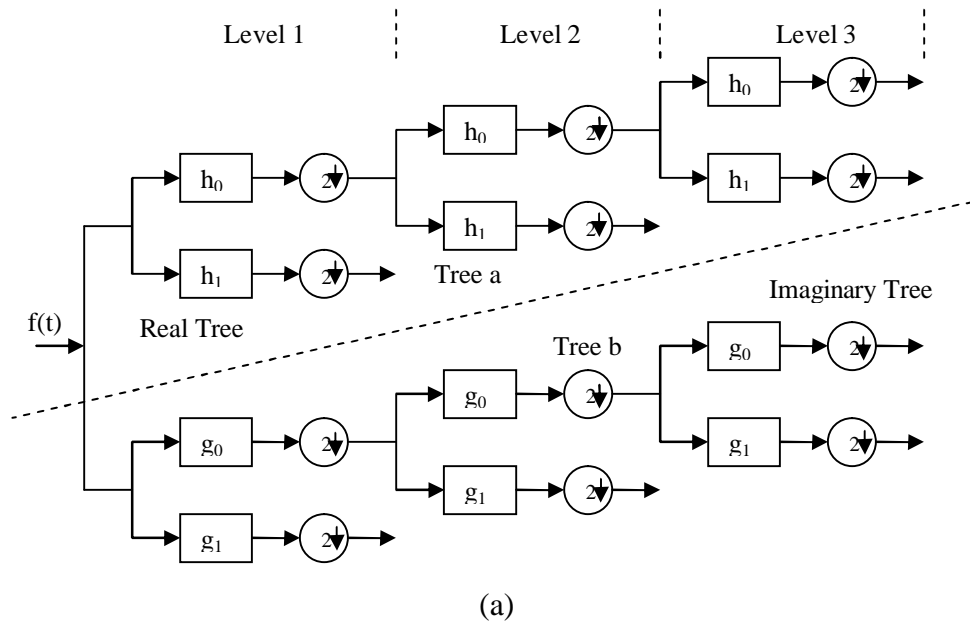 Level 1 Level 2 Level 3
h₀ 2
h₀ 2
h₁ 2
h₀ 2
h₁ 2
h₁ 2
Tree a
Imaginary Tree
f(t)
Real Tree
Tree b
g₀ 2
g₀ 2
g₀ 2
g₁ 2
g₁ 2
g₁ 2
(a)